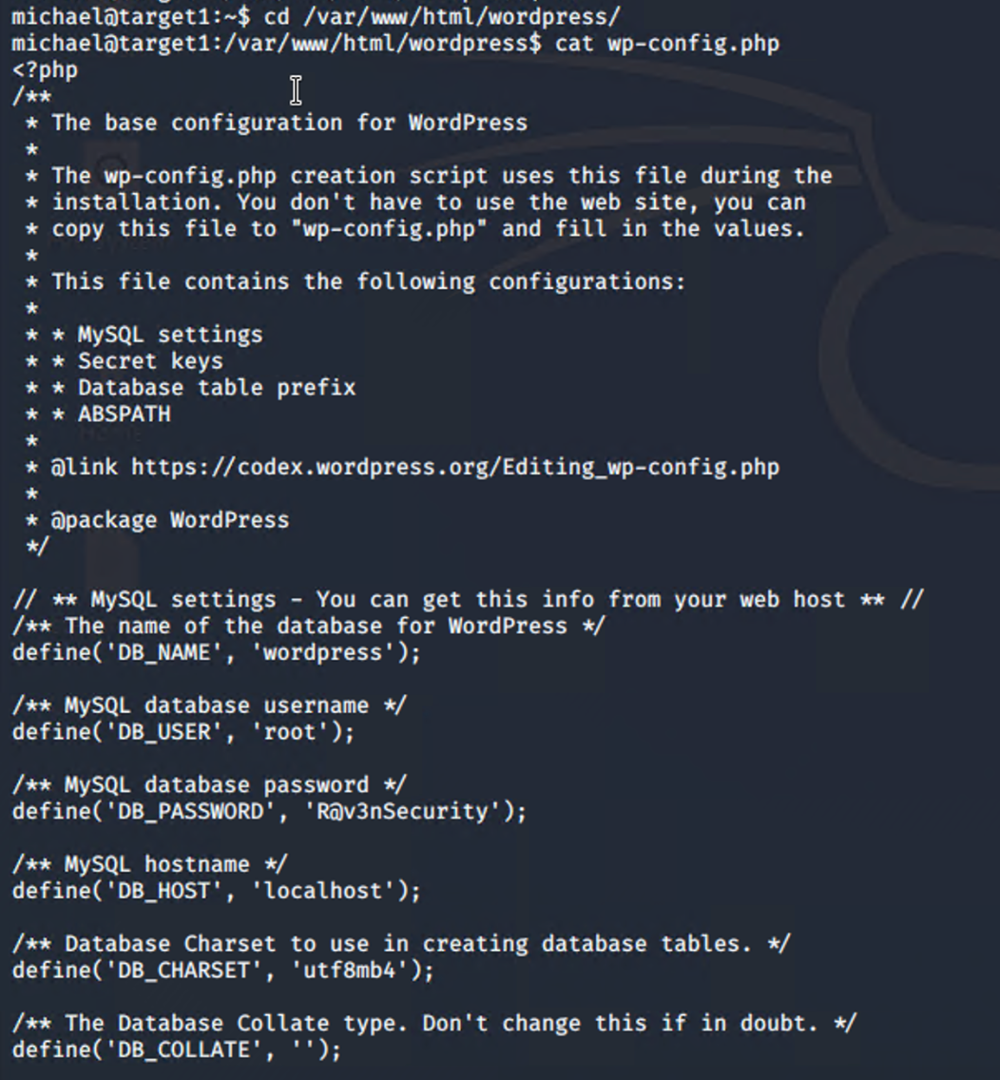 michael@target1:~$ cd /var/www/html/wordpress/
michael@target1:/var/www/html/wordpress$ cat wp-config.php
<?php
/**
 * The base configuration for WordPress
 *
 * The wp-config.php creation script uses this file during the
 * installation. You don't have to use the web site, you can
 * copy this file to "wp-config.php" and fill in the values.
 *
 * This file contains the following configurations:
 *
 * * MySQL settings
 * * Secret keys
 * * Database table prefix
 * * ABSPATH
 *
 * @link https://codex.wordpress.org/Editing_wp-config.php
 *
 * @package WordPress
 */

// ** MySQL settings - You can get this info from your web host ** //
/** The name of the database for WordPress */
define('DB_NAME', 'wordpress');

/** MySQL database username */
define('DB_USER', 'root');

/** MySQL database password */
define('DB_PASSWORD', 'R@v3nSecurity');

/** MySQL hostname */
define('DB_HOST', 'localhost');

/** Database Charset to use in creating database tables. */
define('DB_CHARSET', 'utf8mb4');

/** The Database Collate type. Don't change this if in doubt. */
define('DB_COLLATE', '');